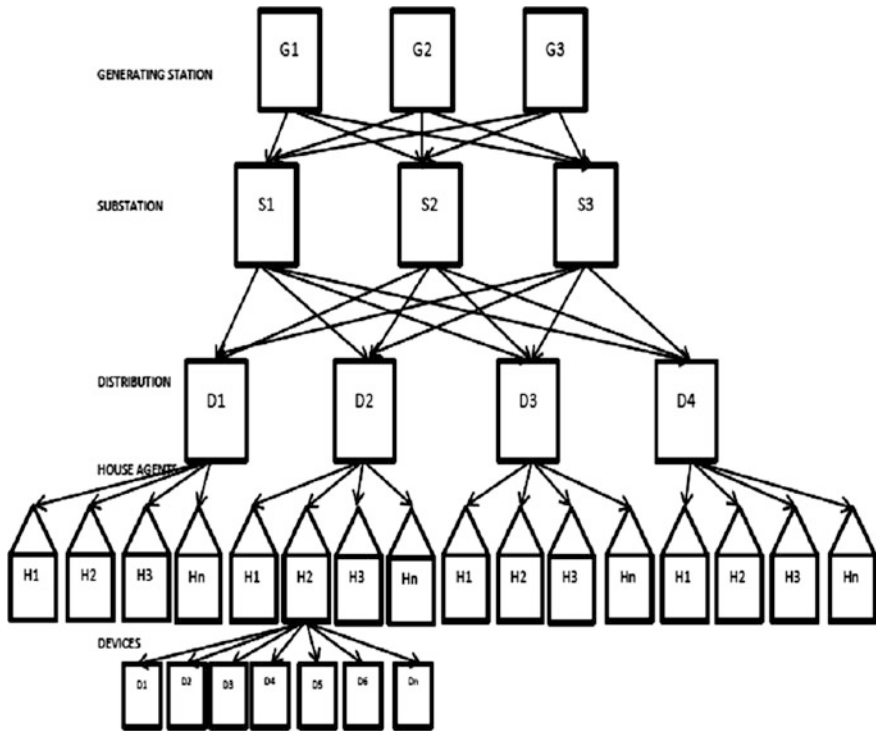 G1 G2 G3
GENERATING STATION
SUBSTATION S1 S2 S3
DISTRIBUTION D1 D2 D3 D4
HOUSE AGENTS
H1 H2 H3 Hn H1 H2 H3 Hn H1 H2 H3 Hn H1 H2 H3 Hn
DEVICES
D1 D2 D3 D4 D5 D6 Dn